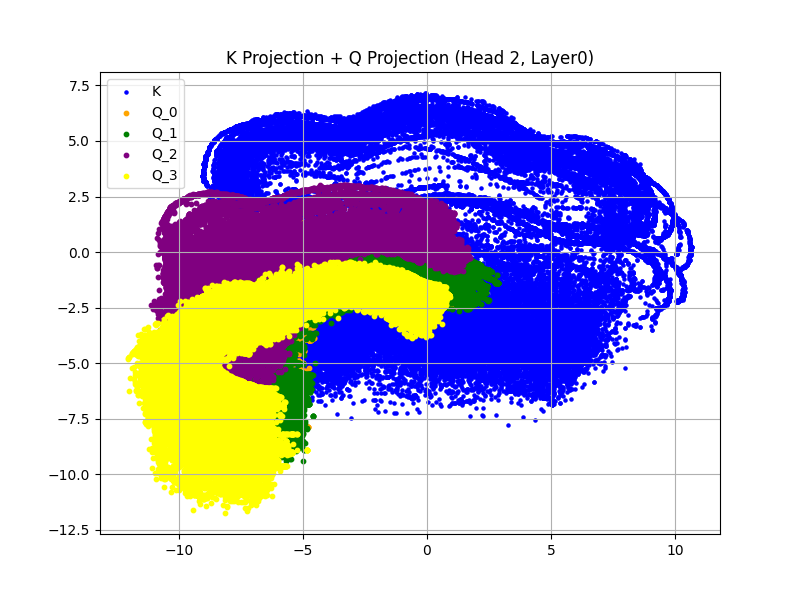 K Projection + Q Projection (Head 2, Layer0)
K
Q_0
Q_1
Q_2
Q_3
7.5
5.0
2.5
0.0
−2.5
−5.0
−7.5
−10.0
−12.5
−10 −5 0 5 10